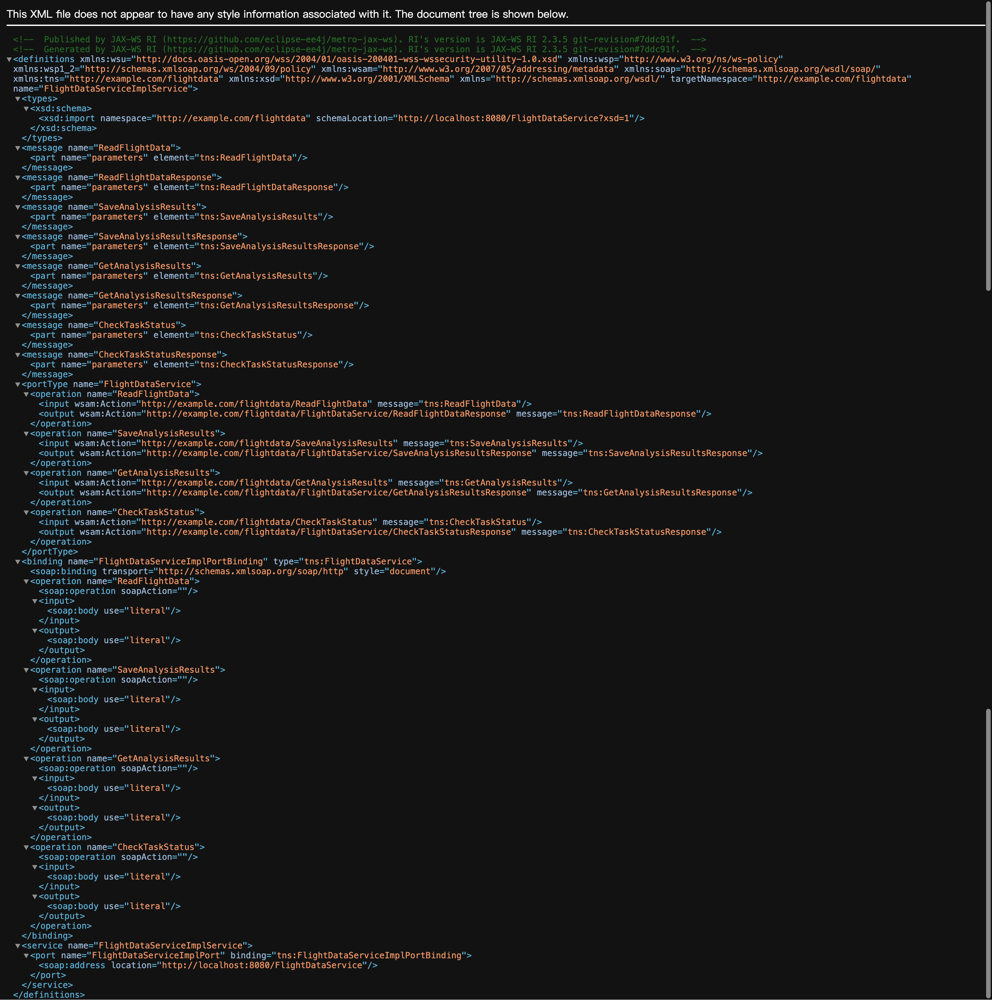 This XML file does not appear to have any style information associated with it. The document tree is shown below.
<!--  Published by JAX-WS RI (https://github.com/eclipse-ee4j/metro-jax-ws). RI's version is JAX-WS RI 2.3.5 git-revision#7ddc91f.  -->
<!--  Generated by JAX-WS RI (https://github.com/eclipse-ee4j/metro-jax-ws). RI's version is JAX-WS RI 2.3.5 git-revision#7ddc91f.  -->
▼<definitions xmlns:wsu="http://docs.oasis-open.org/wss/2004/01/oasis-200401-wss-wssecurity-utility-1.0.xsd" xmlns:wsp="http://www.w3.org/ns/ws-policy"
xmlns:wsp1_2="http://schemas.xmlsoap.org/ws/2004/09/policy" xmlns:wsam="http://www.w3.org/2007/05/addressing/metadata" xmlns:soap="http://schemas.xmlsoap.org/wsdl/soap/"
xmlns:tns="http://example.com/flightdata" xmlns:xsd="http://www.w3.org/2001/XMLSchema" xmlns="http://schemas.xmlsoap.org/wsdl/" targetNamespace="http://example.com/flightdata"
name="FlightDataServiceImplService">
▼<types>
▼<xsd:schema>
<xsd:import namespace="http://example.com/flightdata" schemaLocation="http://localhost:8080/FlightDataService?xsd=1"/>
</xsd:schema>
</types>
▼<message name="ReadFlightData">
<part name="parameters" element="tns:ReadFlightData"/>
</message>
▼<message name="ReadFlightDataResponse">
<part name="parameters" element="tns:ReadFlightDataResponse"/>
</message>
▼<message name="SaveAnalysisResults">
<part name="parameters" element="tns:SaveAnalysisResults"/>
</message>
▼<message name="SaveAnalysisResultsResponse">
<part name="parameters" element="tns:SaveAnalysisResultsResponse"/>
</message>
▼<message name="GetAnalysisResults">
<part name="parameters" element="tns:GetAnalysisResults"/>
</message>
▼<message name="GetAnalysisResultsResponse">
<part name="parameters" element="tns:GetAnalysisResultsResponse"/>
</message>
▼<message name="CheckTaskStatus">
<part name="parameters" element="tns:CheckTaskStatus"/>
</message>
▼<message name="CheckTaskStatusResponse">
<part name="parameters" element="tns:CheckTaskStatusResponse"/>
</message>
▼<portType name="FlightDataService">
▼<operation name="ReadFlightData">
<input wsam:Action="http://example.com/flightdata/ReadFlightData" message="tns:ReadFlightData"/>
<output wsam:Action="http://example.com/flightdata/FlightDataService/ReadFlightDataResponse" message="tns:ReadFlightDataResponse"/>
</operation>
▼<operation name="SaveAnalysisResults">
<input wsam:Action="http://example.com/flightdata/SaveAnalysisResults" message="tns:SaveAnalysisResults"/>
<output wsam:Action="http://example.com/flightdata/FlightDataService/SaveAnalysisResultsResponse" message="tns:SaveAnalysisResultsResponse"/>
</operation>
▼<operation name="GetAnalysisResults">
<input wsam:Action="http://example.com/flightdata/GetAnalysisResults" message="tns:GetAnalysisResults"/>
<output wsam:Action="http://example.com/flightdata/FlightDataService/GetAnalysisResultsResponse" message="tns:GetAnalysisResultsResponse"/>
</operation>
▼<operation name="CheckTaskStatus">
<input wsam:Action="http://example.com/flightdata/CheckTaskStatus" message="tns:CheckTaskStatus"/>
<output wsam:Action="http://example.com/flightdata/FlightDataService/CheckTaskStatusResponse" message="tns:CheckTaskStatusResponse"/>
</operation>
</portType>
▼<binding name="FlightDataServiceImplPortBinding" type="tns:FlightDataService">
<soap:binding transport="http://schemas.xmlsoap.org/soap/http" style="document"/>
▼<operation name="ReadFlightData">
<soap:operation soapAction=""/>
▼<input>
<soap:body use="literal"/>
</input>
▼<output>
<soap:body use="literal"/>
</output>
</operation>
▼<operation name="SaveAnalysisResults">
<soap:operation soapAction=""/>
▼<input>
<soap:body use="literal"/>
</input>
▼<output>
<soap:body use="literal"/>
</output>
</operation>
▼<operation name="GetAnalysisResults">
<soap:operation soapAction=""/>
▼<input>
<soap:body use="literal"/>
</input>
▼<output>
<soap:body use="literal"/>
</output>
</operation>
▼<operation name="CheckTaskStatus">
<soap:operation soapAction=""/>
▼<input>
<soap:body use="literal"/>
</input>
▼<output>
<soap:body use="literal"/>
</output>
</operation>
</binding>
▼<service name="FlightDataServiceImplService">
▼<port name="FlightDataServiceImplPort" binding="tns:FlightDataServiceImplPortBinding">
<soap:address location="http://localhost:8080/FlightDataService"/>
</port>
</service>
</definitions>